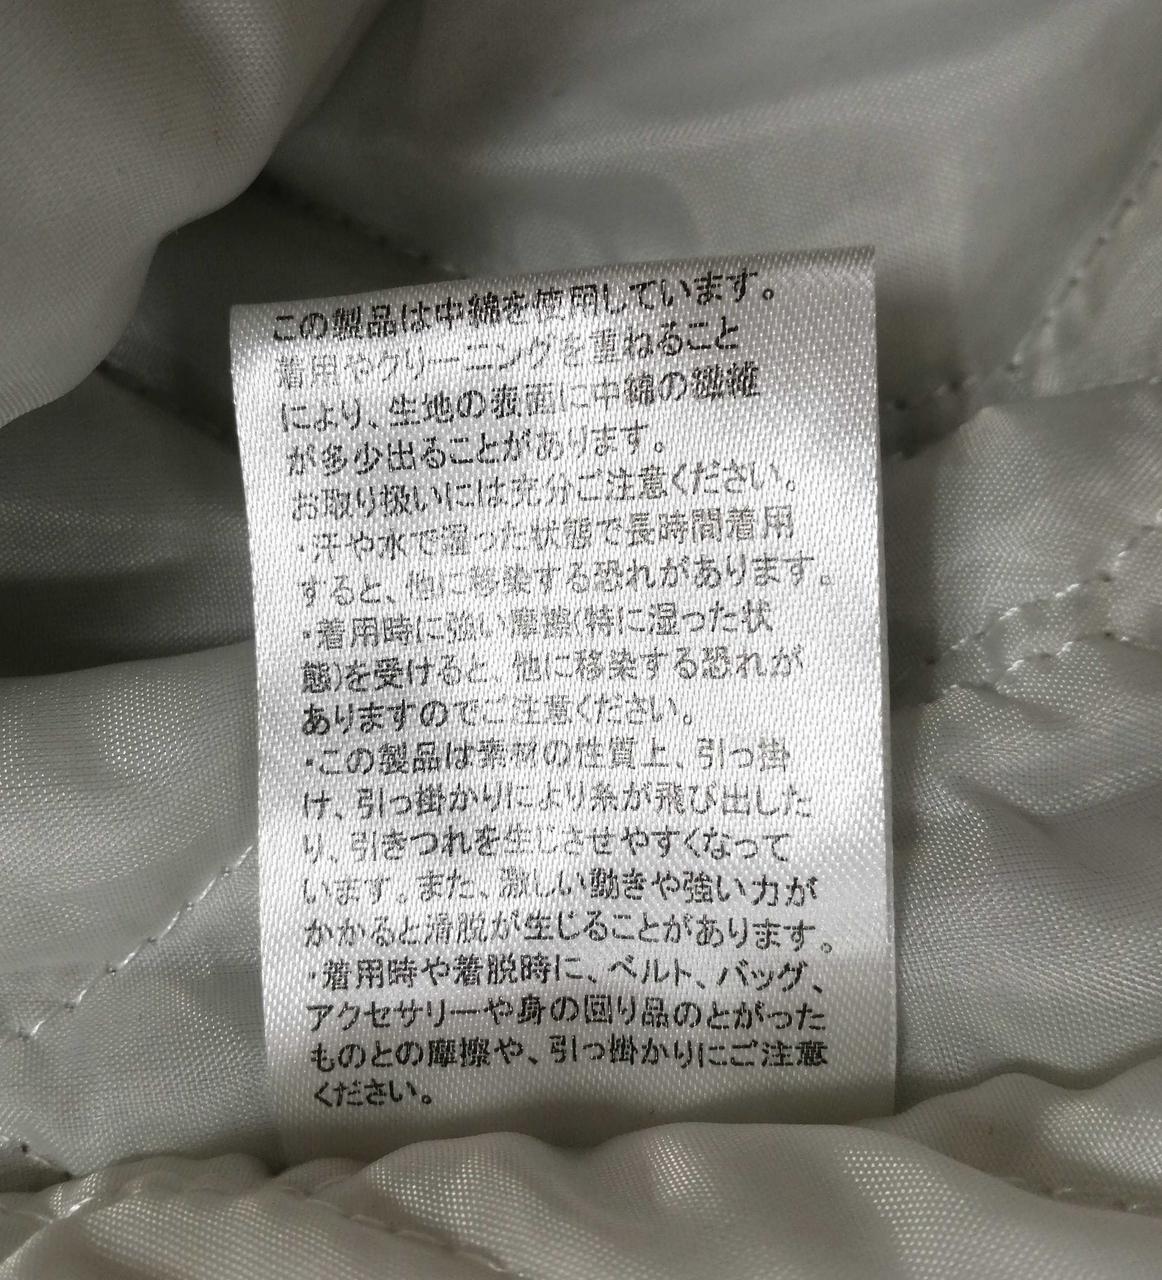 この製品は中綿を使用しています。
着用やクリーニングを重ねること
により、生地の表面に中綿の繊維
が多少出ることがあります。
お取り扱いには充分ご注意ください。
・汗や水で湿った状態で長時間着用
すると、他に移染する恐れがあります。
・着用時に強い摩擦(特に湿った状
態)を受けると、他に移染する恐れが
ありますのでご注意ください。
・この製品は素材の性質上、引っ掛
け、引っ掛かりにより糸が飛び出した
り、引きつれを生じさせやすくなって
います。また、激しい動きや強い力が
かかると滑脱が生じることがあります。
・着用時や着脱時に、ベルト、バッグ、
アクセサリーや身の回り品のとがった
ものとの摩擦や、引っ掛かりにご注意
ください。